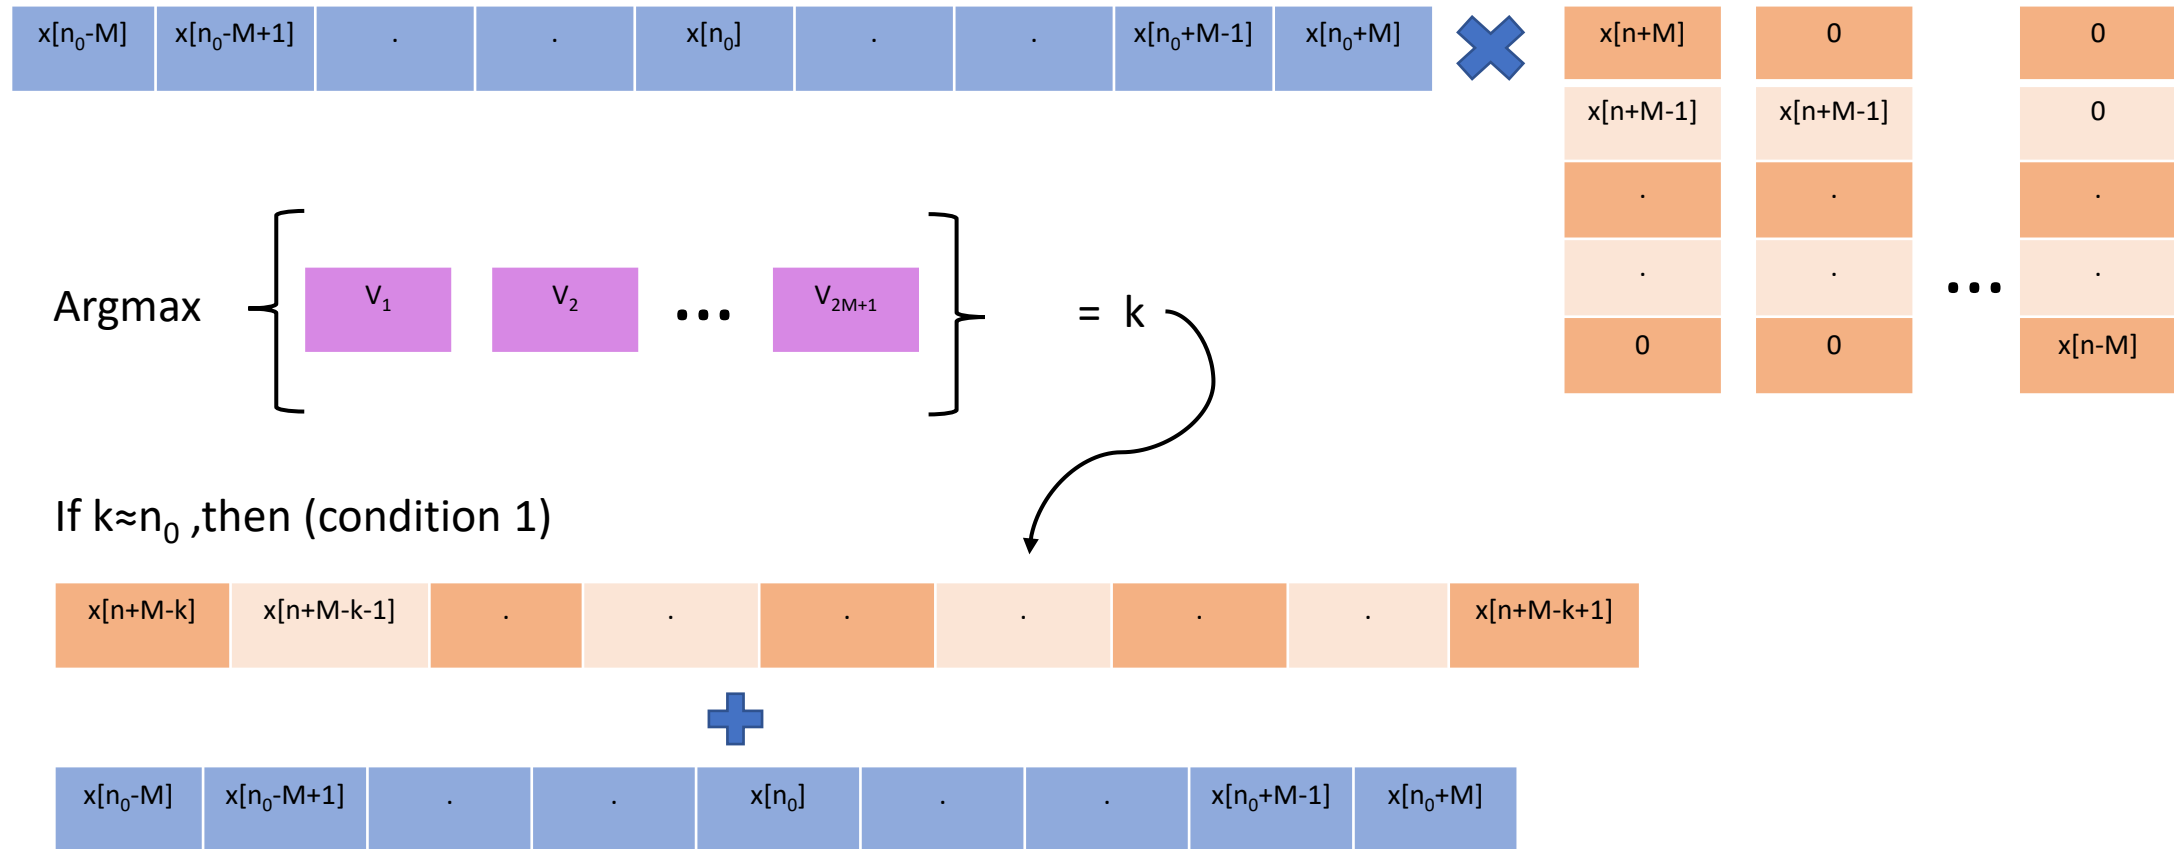 x[n₀-M] x[n₀-M+1] . . x[n₀] . . x[n₀+M-1] x[n₀+M]
x[n+M] 0 0
x[n+M-1] x[n+M-1] 0
. . .
. . ... .
0 0 x[n-M]
Argmax { V₁ V₂ ... V₂M₊₁ } = k
If k≈n₀ ,then (condition 1)
x[n+M-k] x[n+M-k-1] . . . . . . x[n+M-k+1]
x[n₀-M] x[n₀-M+1] . . x[n₀] . . x[n₀+M-1] x[n₀+M]